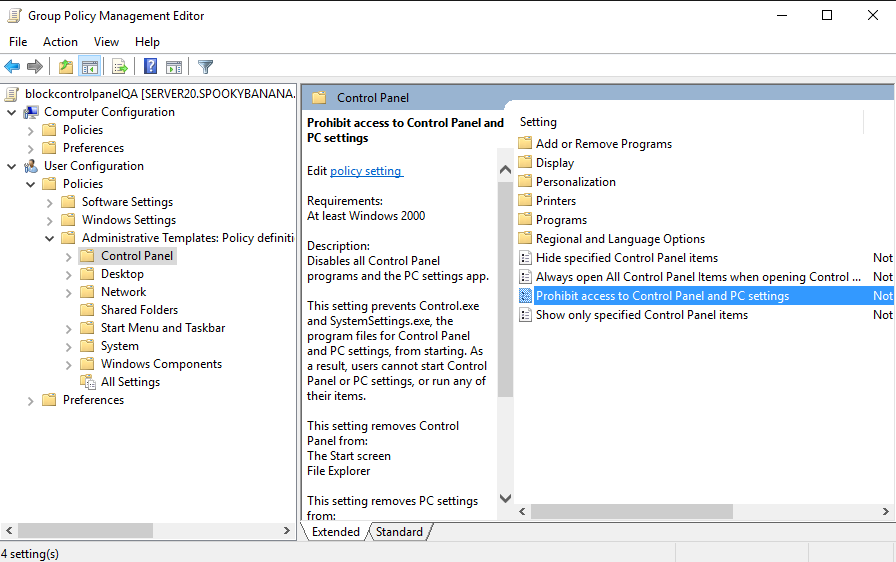 Group Policy Management Editor
File Action View Help
blockcontrolpanelQA [SERVER20.SPOOKYBANANA.
Computer Configuration
Policies
Preferences
User Configuration
Policies
Software Settings
Windows Settings
Administrative Templates: Policy definiti
Control Panel
Desktop
Network
Shared Folders
Start Menu and Taskbar
System
Windows Components
All Settings
Preferences
Control Panel
Prohibit access to Control Panel and
PC settings
Edit policy setting
Requirements:
At least Windows 2000
Description:
Disables all Control Panel
programs and the PC settings app.
This setting prevents Control.exe
and SystemSettings.exe, the
program files for Control Panel
and PC settings, from starting. As
a result, users cannot start Control
Panel or PC settings, or run any of
their items.
This setting removes Control
Panel from:
The Start screen
File Explorer
This setting removes PC settings
from:
Setting
Add or Remove Programs
Display
Personalization
Printers
Programs
Regional and Language Options
Hide specified Control Panel items Not
Always open All Control Panel Items when opening Control ... Not
Prohibit access to Control Panel and PC settings Not
Show only specified Control Panel items Not
Extended Standard
4 setting(s)